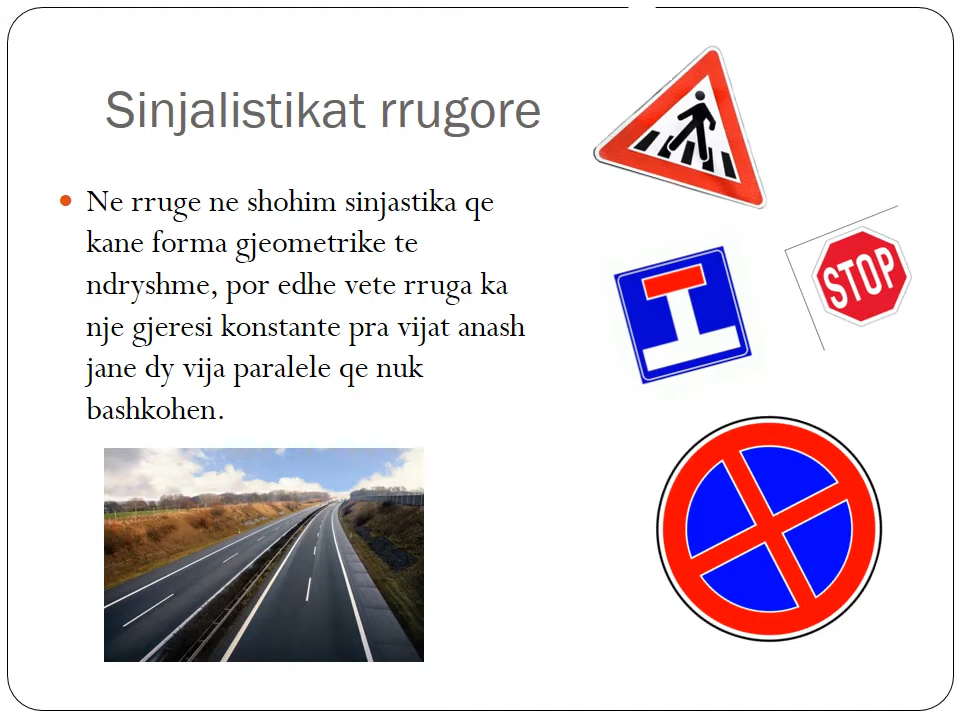 Sinjalistikat rrugore
Ne rruge ne shohim sinjastika qe
kane forma gjeometrike te
ndryshme, por edhe vete rruga ka
nje gjeresi konstante pra vijat anash
jane dy vija paralele qe nuk
bashkohen.
STOP